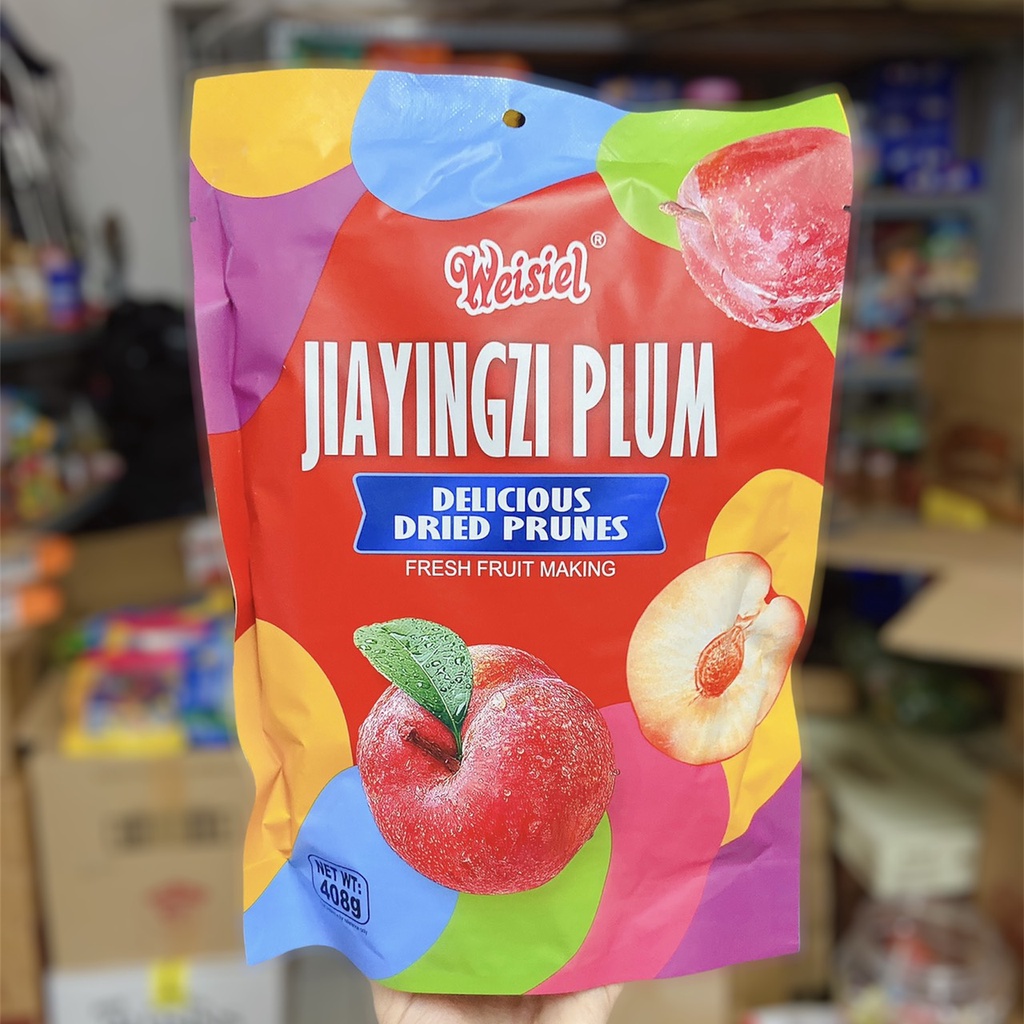 Weisiel®
JIAYINGZI PLUM
DELICIOUS
DRIED PRUNES
FRESH FRUIT MAKING
NET WT:
408g